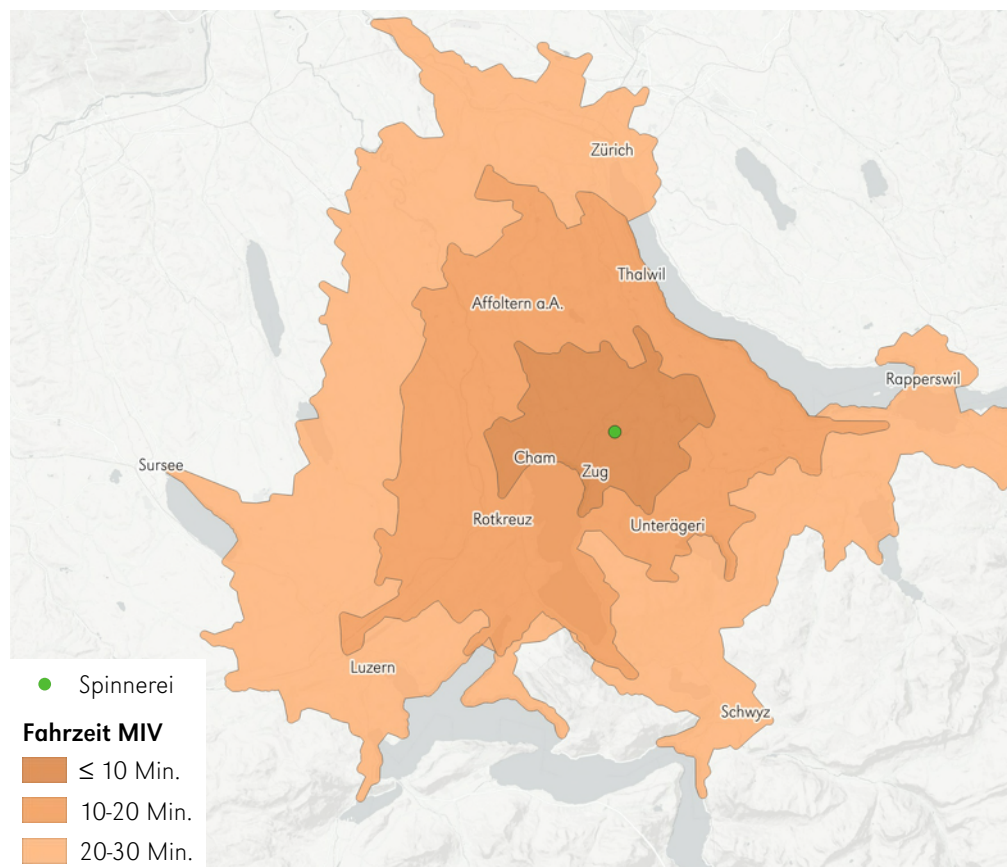 Zürich
Thalwil
Affoltern a.A.
Rapperswil
Cham
Sursee
Zug
Rotkreuz
Unterägeri
Luzern
Schwyz
Spinnerei
Fahrzeit MIV
≤ 10 Min.
10-20 Min.
20-30 Min.